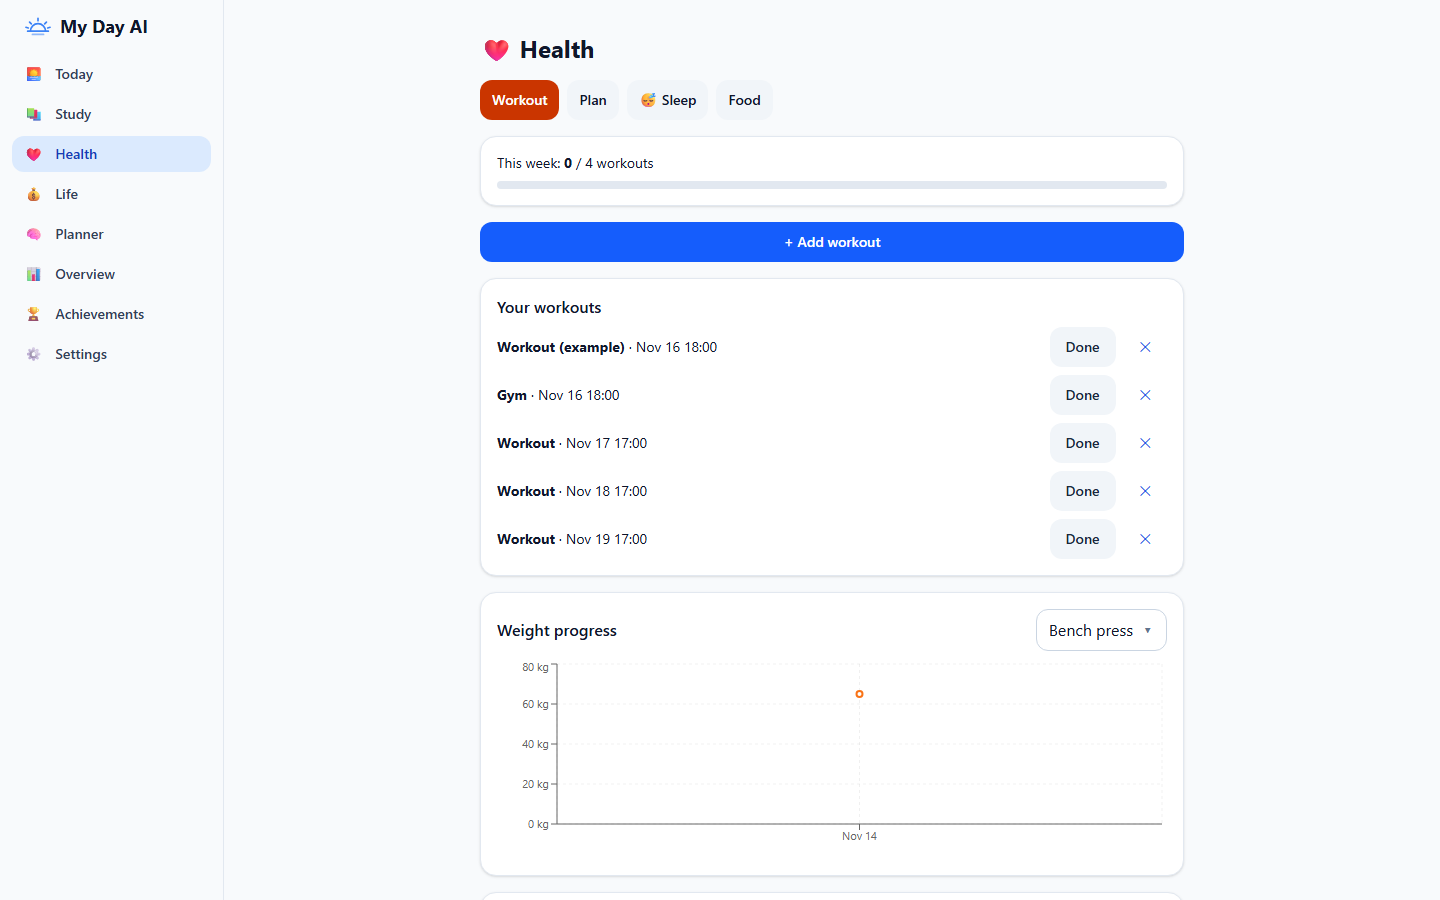 My Day AI
Today
Study
Health
Life
Planner
Overview
Achievements
Settings
Health
Workout
Plan
Sleep
Food
This week: 0 / 4 workouts
+ Add workout
Your workouts
Workout (example) · Nov 16 18:00 Done ×
Gym · Nov 16 18:00 Done ×
Workout · Nov 17 17:00 Done ×
Workout · Nov 18 17:00 Done ×
Workout · Nov 19 17:00 Done ×
Weight progress
Bench press ▼
80 kg
60 kg
40 kg
20 kg
0 kg
Nov 14